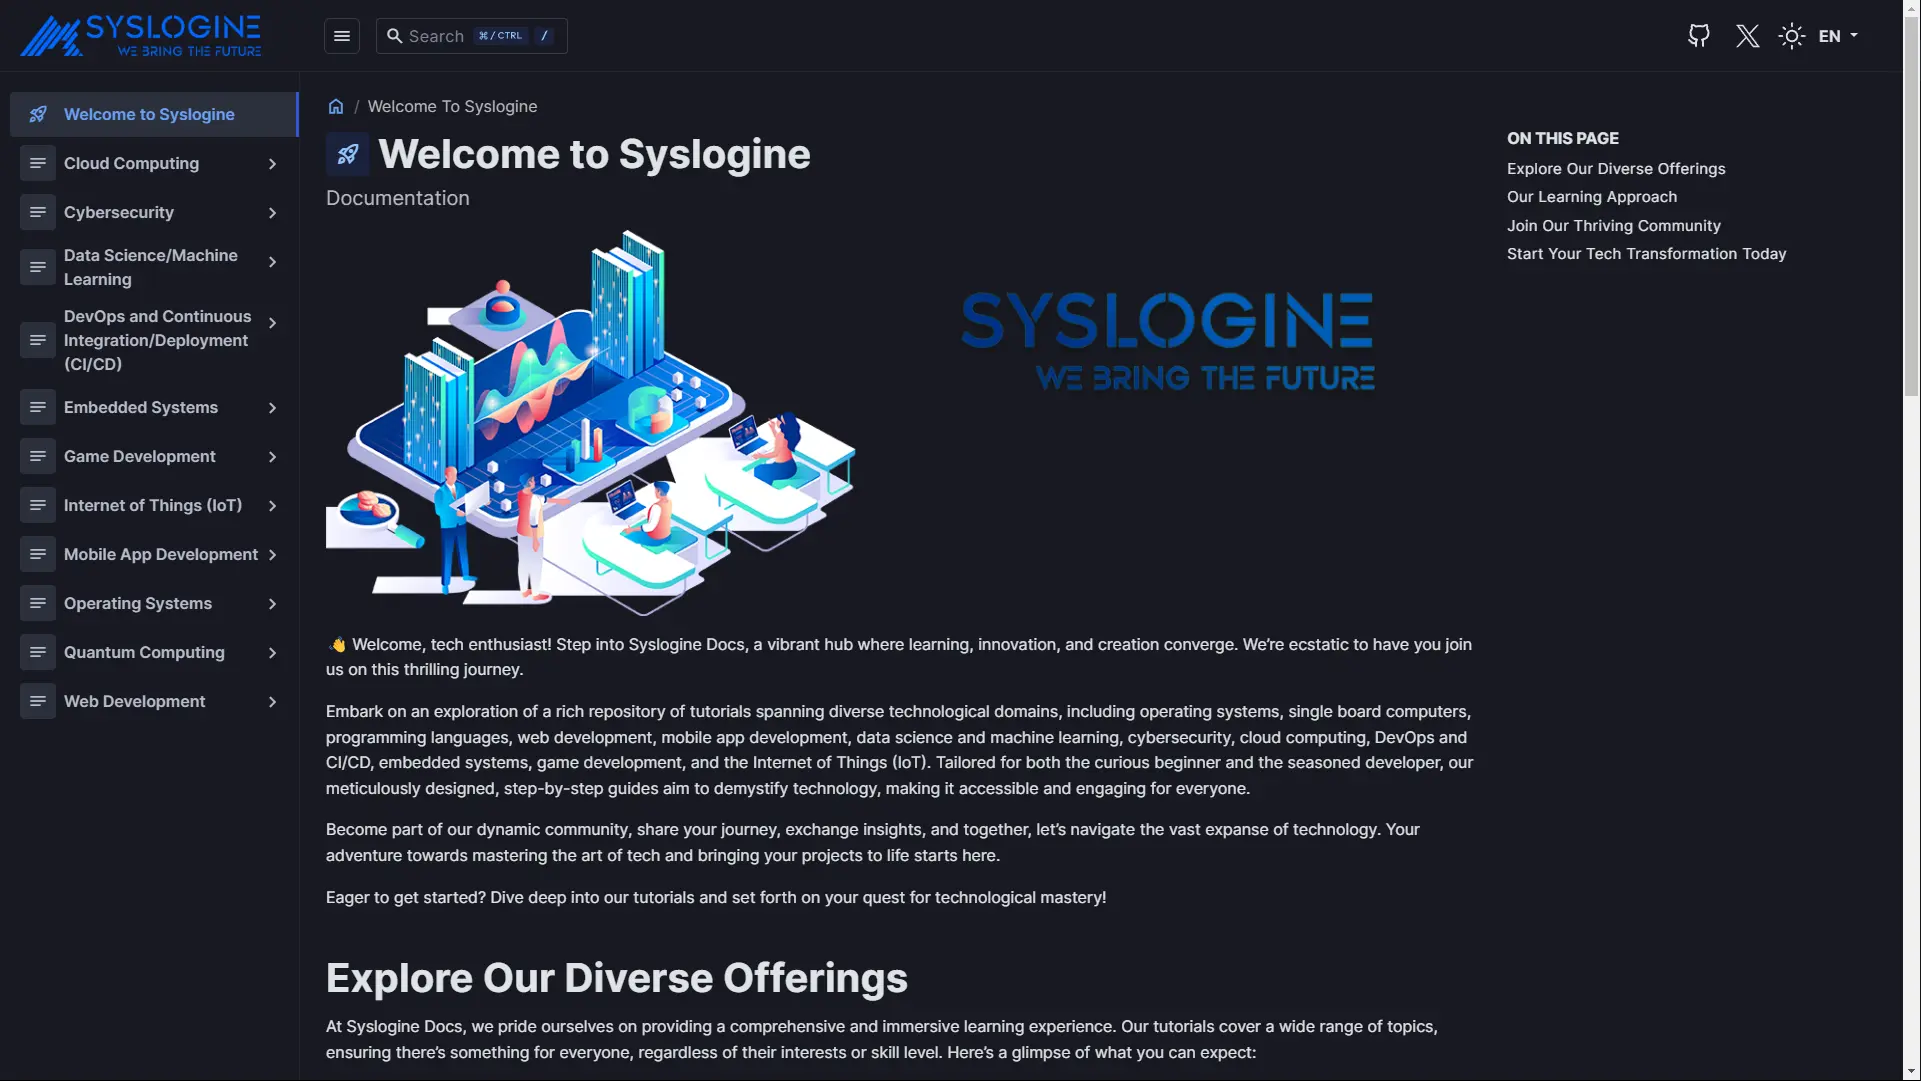 SYSLOGINE
WE BRING THE FUTURE
Search ⌘/CTRL /
EN
Welcome to Syslogine
Cloud Computing
Cybersecurity
Data Science/Machine
Learning
DevOps and Continuous
Integration/Deployment
(CI/CD)
Embedded Systems
Game Development
Internet of Things (IoT)
Mobile App Development
Operating Systems
Quantum Computing
Web Development
/ Welcome To Syslogine
Welcome to Syslogine
Documentation
SYSLOGINE
WE BRING THE FUTURE
👋 Welcome, tech enthusiast! Step into Syslogine Docs, a vibrant hub where learning, innovation, and creation converge. We’re ecstatic to have you join
us on this thrilling journey.
Embark on an exploration of a rich repository of tutorials spanning diverse technological domains, including operating systems, single board computers,
programming languages, web development, mobile app development, data science and machine learning, cybersecurity, cloud computing, DevOps and
CI/CD, embedded systems, game development, and the Internet of Things (IoT). Tailored for both the curious beginner and the seasoned developer, our
meticulously designed, step-by-step guides aim to demystify technology, making it accessible and engaging for everyone.
Become part of our dynamic community, share your journey, exchange insights, and together, let’s navigate the vast expanse of technology. Your
adventure towards mastering the art of tech and bringing your projects to life starts here.
Eager to get started? Dive deep into our tutorials and set forth on your quest for technological mastery!
Explore Our Diverse Offerings
At Syslogine Docs, we pride ourselves on providing a comprehensive and immersive learning experience. Our tutorials cover a wide range of topics,
ensuring there’s something for everyone, regardless of their interests or skill level. Here’s a glimpse of what you can expect:
ON THIS PAGE
Explore Our Diverse Offerings
Our Learning Approach
Join Our Thriving Community
Start Your Tech Transformation Today